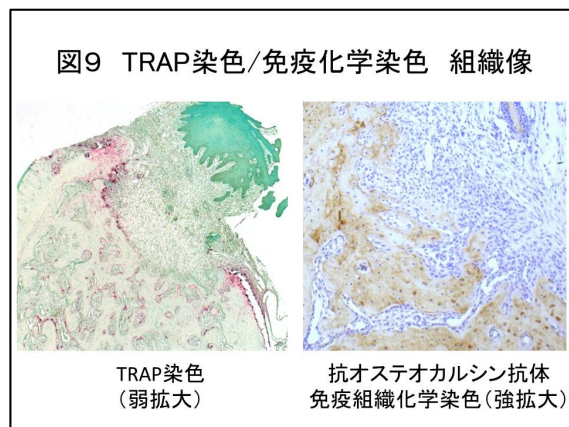 図９　TRAP染色/免疫化学染色　組織像
TRAP染色
（弱拡大）
抗オステオカルシン抗体
免疫組織化学染色（強拡大）